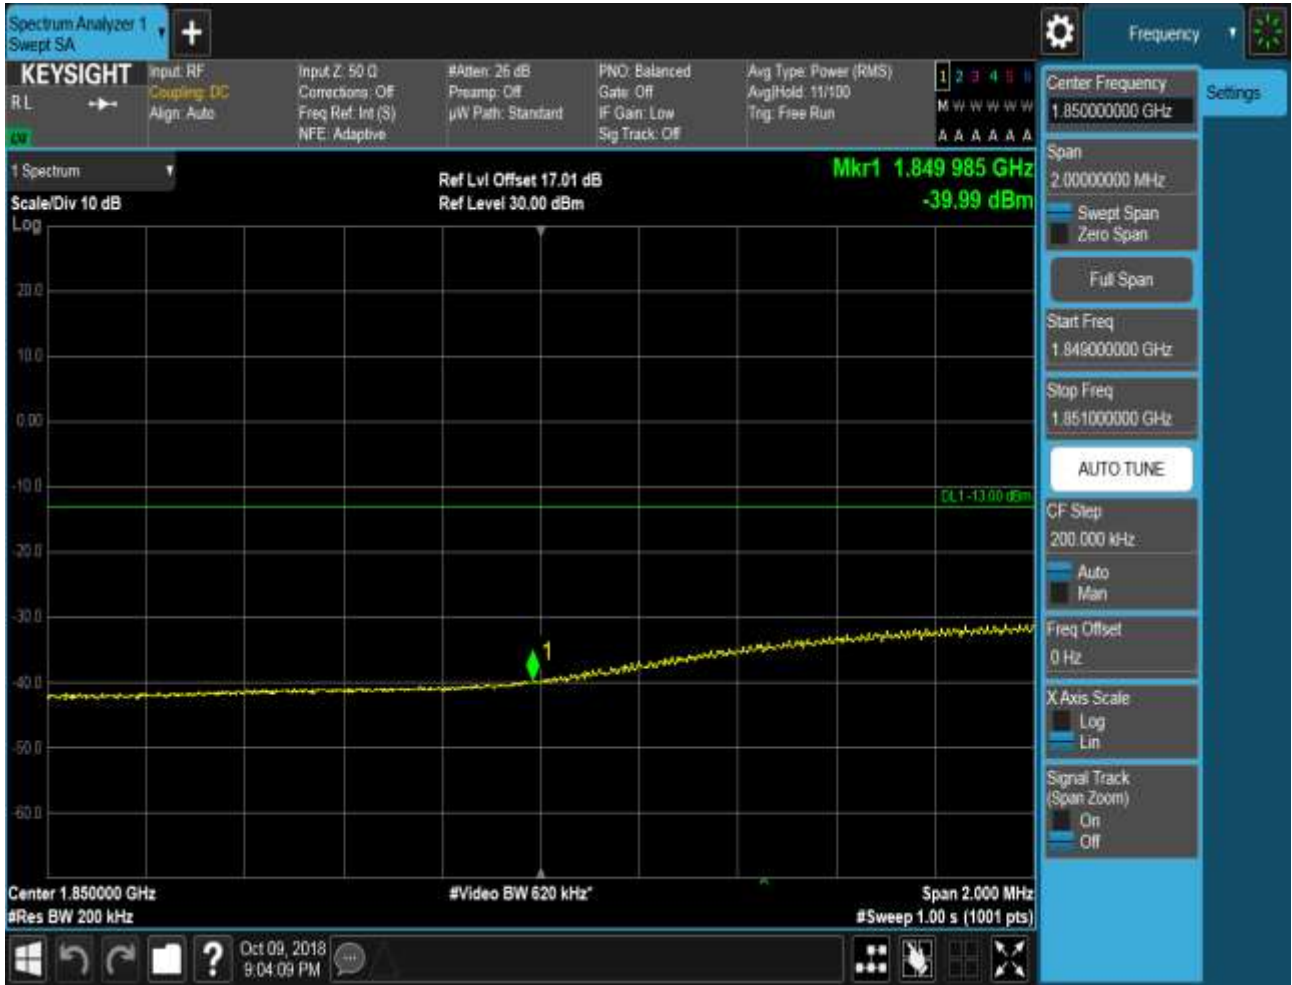 Spectrum Analyzer 1
Swept SA
Frequency
KEYSIGHT
R L
Input: RF
Coupling: DC
Align: Auto
Input Z: 50 Ω
Corrections: Off
Freq Ref: Int (S)
NFE: Adaptive
#Atten: 26 dB
Preamp: Off
µW Path: Standard
PNO: Balanced
Gate: Off
IF Gain: Low
Sig Track: Off
Avg Type: Power (RMS)
Avg|Hold: 11/100
Trig: Free Run
1 2 3 4 5 6
M W W W W W
A A A A A A
1 Spectrum
Scale/Div 10 dB
Log
Ref Lvl Offset 17.01 dB
Ref Level 30.00 dBm
Mkr1 1.849 985 GHz
-39.99 dBm
20.0
10.0
0.00
-10.0
-20.0
-30.0
-40.0
-50.0
-60.0
DL1 -13.00 dBm
1
Center 1.850000 GHz
#Res BW 200 kHz
#Video BW 620 kHz*
Span 2.000 MHz
#Sweep 1.00 s (1001 pts)
?
Oct 09, 2018
9:04:09 PM
Center Frequency
1.850000000 GHz
Span
2.00000000 MHz
Swept Span
Zero Span
Full Span
Start Freq
1.849000000 GHz
Stop Freq
1.851000000 GHz
AUTO TUNE
CF Step
200.000 kHz
Auto
Man
Freq Offset
0 Hz
X Axis Scale
Log
Lin
Signal Track
(Span Zoom)
On
Off
Settings